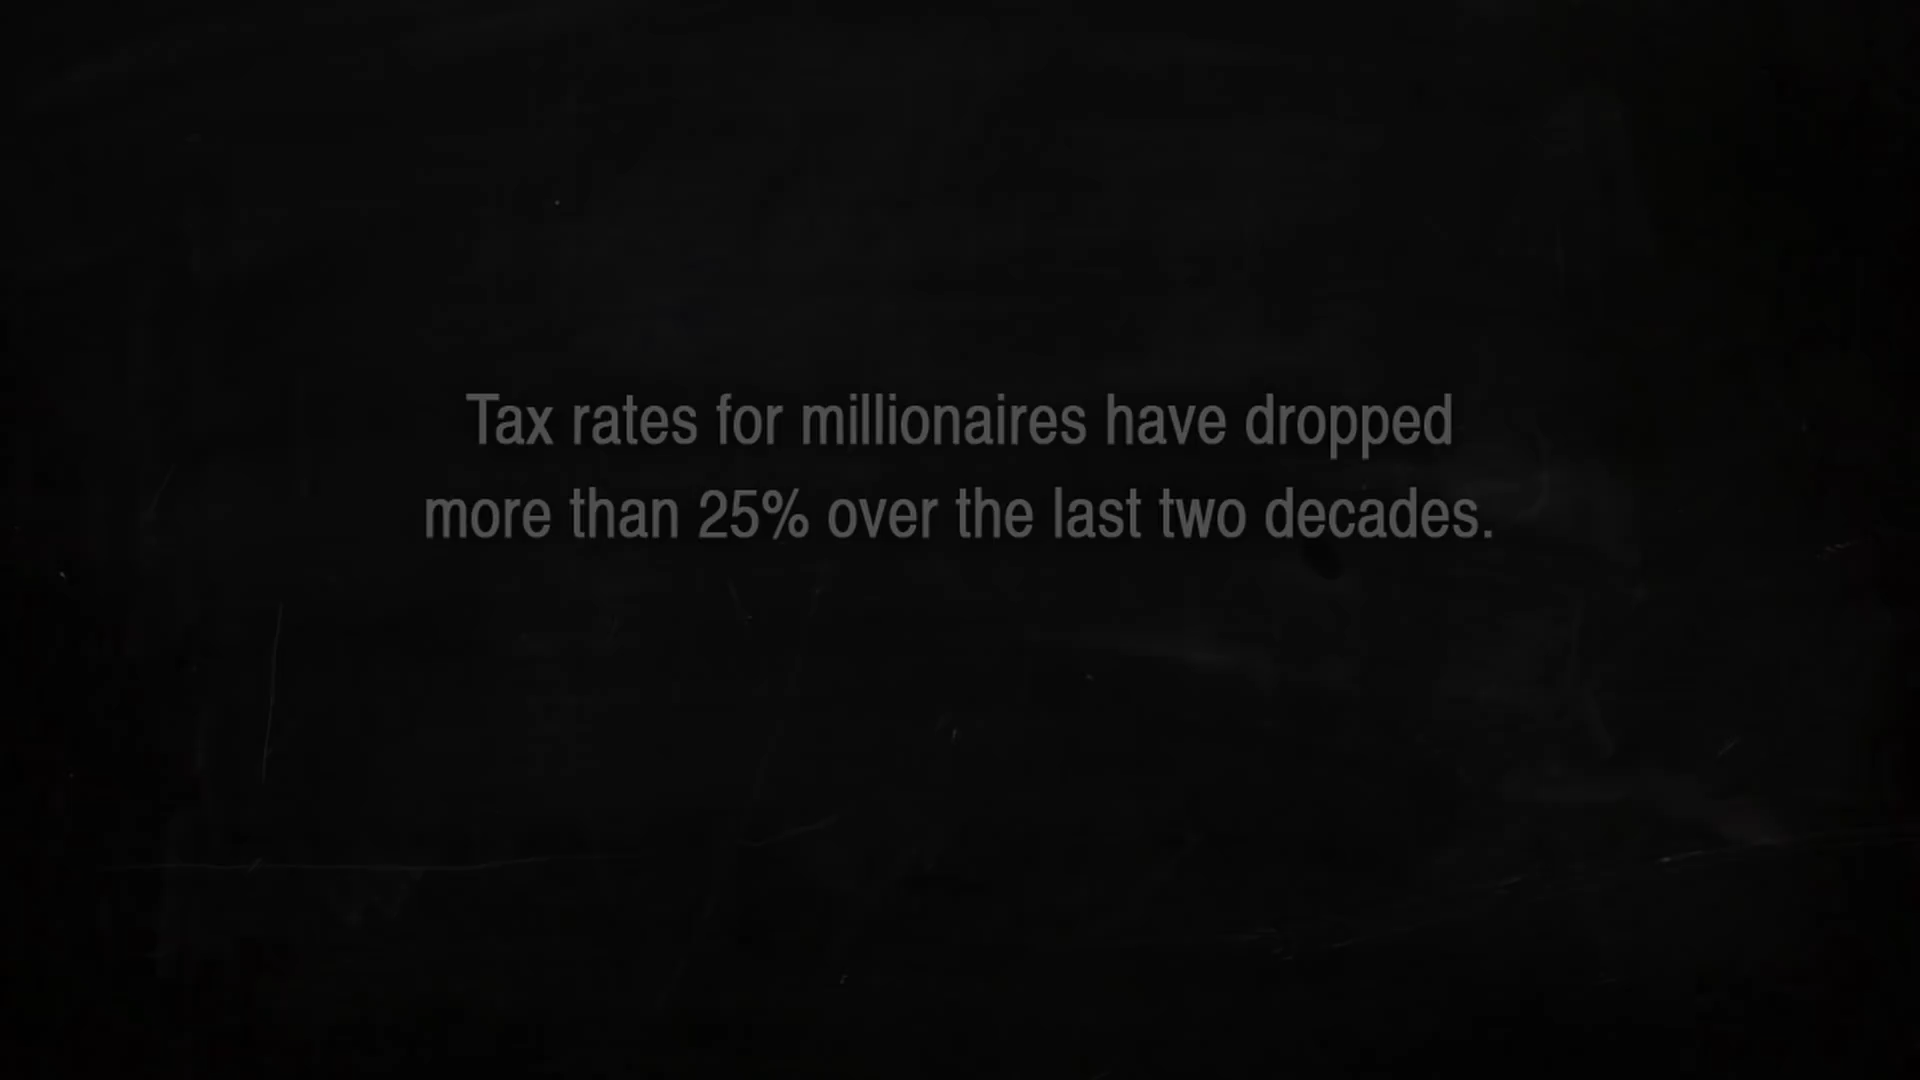 Tax rates for millionaires have dropped
more than 25% over the last two decades.